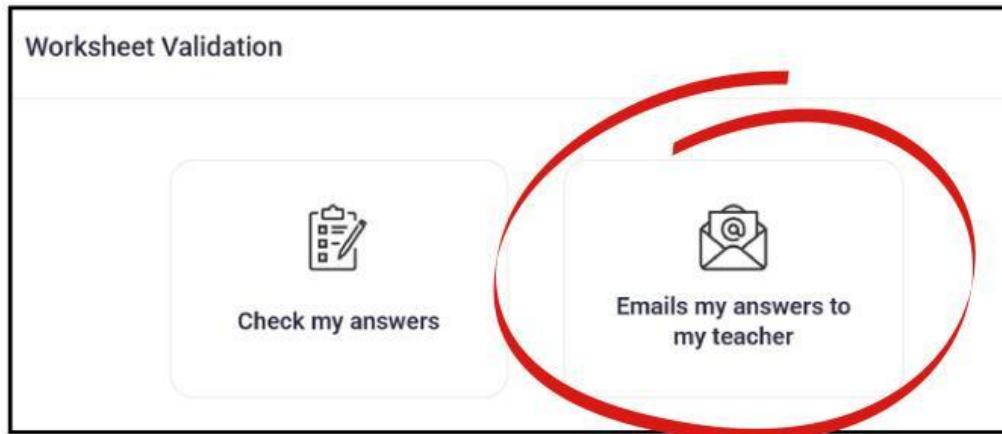 Worksheet Validation
Check my answers
Emails my answers to
my teacher